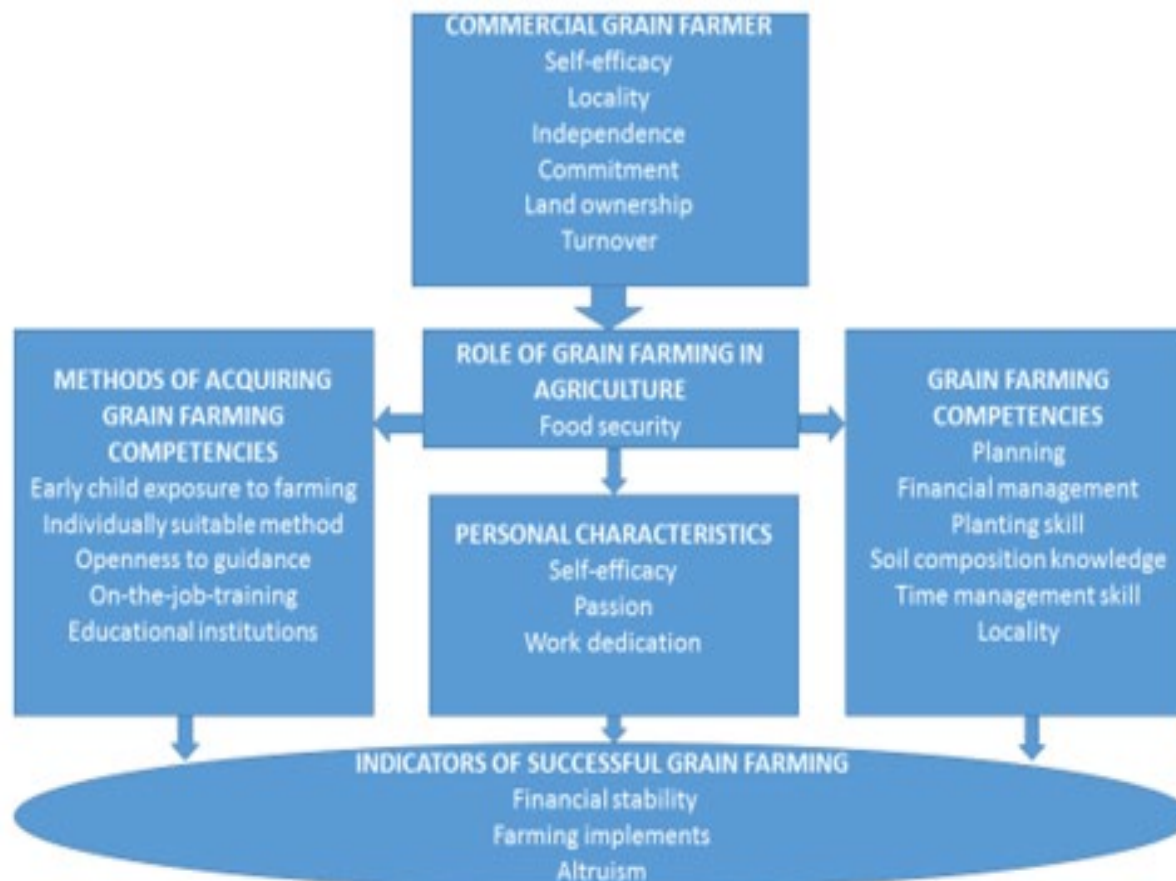 COMMERCIAL GRAIN FARMER
Self-efficacy
Locality
Independence
Commitment
Land ownership
Turnover
ROLE OF GRAIN FARMING IN
AGRICULTURE
Food security
METHODS OF ACQUIRING
GRAIN FARMING
COMPETENCIES
Early child exposure to farming
Individually suitable method
Openness to guidance
On-the-job-training
Educational institutions
PERSONAL CHARACTERISTICS
Self-efficacy
Passion
Work dedication
GRAIN FARMING
COMPETENCIES
Planning
Financial management
Planting skill
Soil composition knowledge
Time management skill
Locality
INDICATORS OF SUCCESSFUL GRAIN FARMING
Financial stability
Farming implements
Altruism